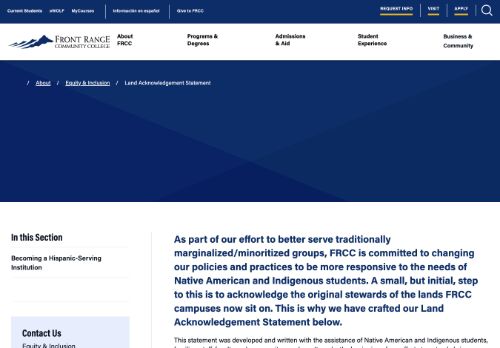 Current Students eWOLF MyCourses Información en español Give to FRCC REQUEST INFO VISIT APPLY
FRONT RANGE
COMMUNITY COLLEGE
About
FRCC
Programs &
Degrees
Admissions
& Aid
Student
Experience
Business &
Community
/ About / Equity & Inclusion / Land Acknowledgement Statement
In this Section
Becoming a Hispanic-Serving
Institution
Contact Us
Equity & Inclusion
As part of our effort to better serve traditionally
marginalized/minoritized groups, FRCC is committed to changing
our policies and practices to be more responsive to the needs of
Native American and Indigenous students. A small, but initial, step
to this is to acknowledge the original stewards of the lands FRCC
campuses now sit on. This is why we have crafted our Land
Acknowledgement Statement below.
This statement was developed and written with the assistance of Native American and Indigenous students,